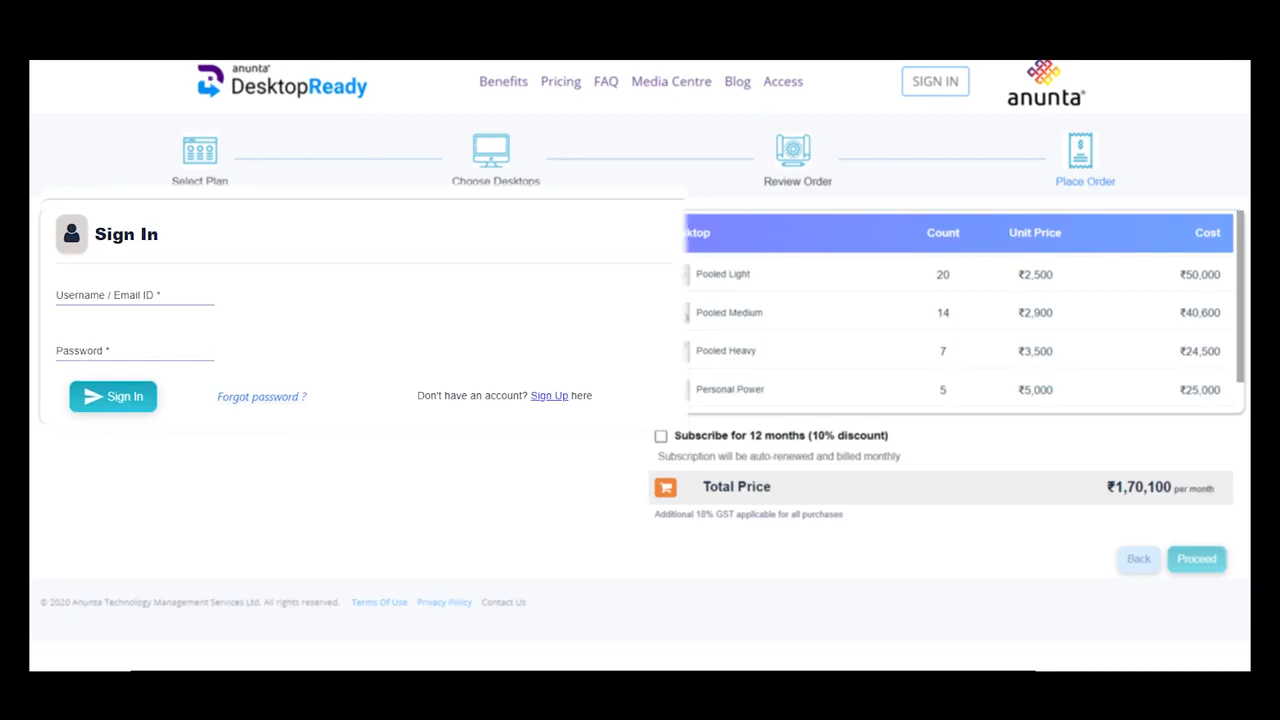 anunta®
DesktopReady
Benefits Pricing FAQ Media Centre Blog Access
SIGN IN
anunta®
Select Plan
Choose Desktops
Review Order
Place Order
Sign In
Username / Email ID *
Password *
Sign In
Forgot password ?
Don't have an account? Sign Up here
ktop Count Unit Price Cost
Pooled Light 20 ₹2,500 ₹50,000
Pooled Medium 14 ₹2,900 ₹40,600
Pooled Heavy 7 ₹3,500 ₹24,500
Personal Power 5 ₹5,000 ₹25,000
Subscribe for 12 months (10% discount)
Subscription will be auto-renewed and billed monthly
Total Price ₹1,70,100 per month
Additional 18% GST applicable for all purchases
Back Proceed
© 2020 Anunta Technology Management Services Ltd. All rights reserved. Terms Of Use Privacy Policy Contact Us